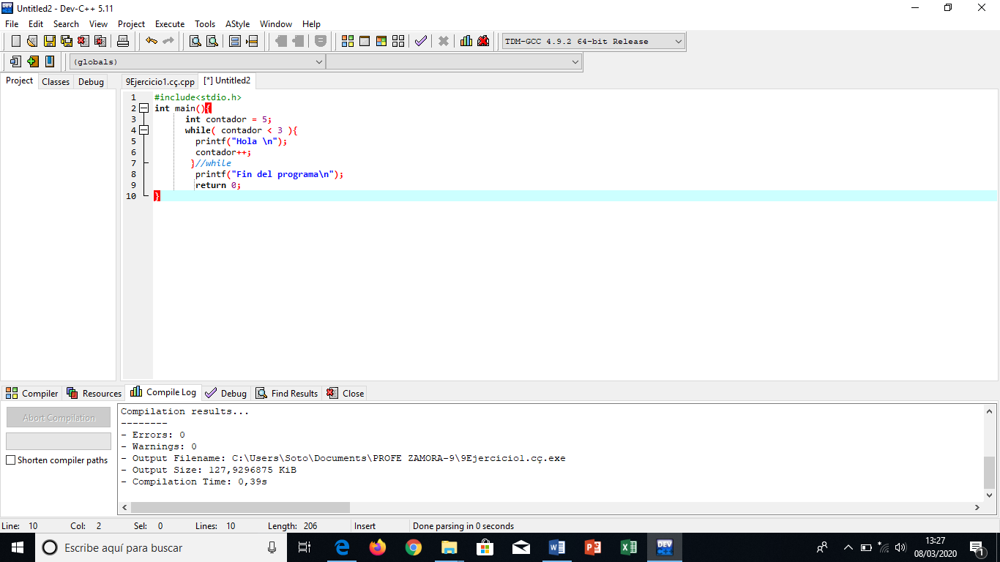 Untitled2 - Dev-C++ 5.11
File Edit Search View Project Execute Tools AStyle Window Help
TDM-GCC 4.9.2 64-bit Release
(globals)
Project Classes Debug 9Ejercicio1.cç.cpp [*] Untitled2
1 #include<stdio.h>
2 int main(){
3 int contador = 5;
4 while( contador < 3 ){
5 printf("Hola \n");
6 contador++;
7 }//while
8 printf("Fin del programa\n");
9 return 0;
10 }
Compiler Resources Compile Log Debug Find Results Close
Abort Compilation
Shorten compiler paths
Compilation results...
--------
- Errors: 0
- Warnings: 0
- Output Filename: C:\Users\Soto\Documents\PROFE ZAMORA-9\9Ejercicio1.cç.exe
- Output Size: 127,9296875 KiB
- Compilation Time: 0,39s
Line: 10 Col: 2 Sel: 0 Lines: 10 Length: 206 Insert Done parsing in 0 seconds
Escribe aquí para buscar
DEV
13:27
08/03/2020
1